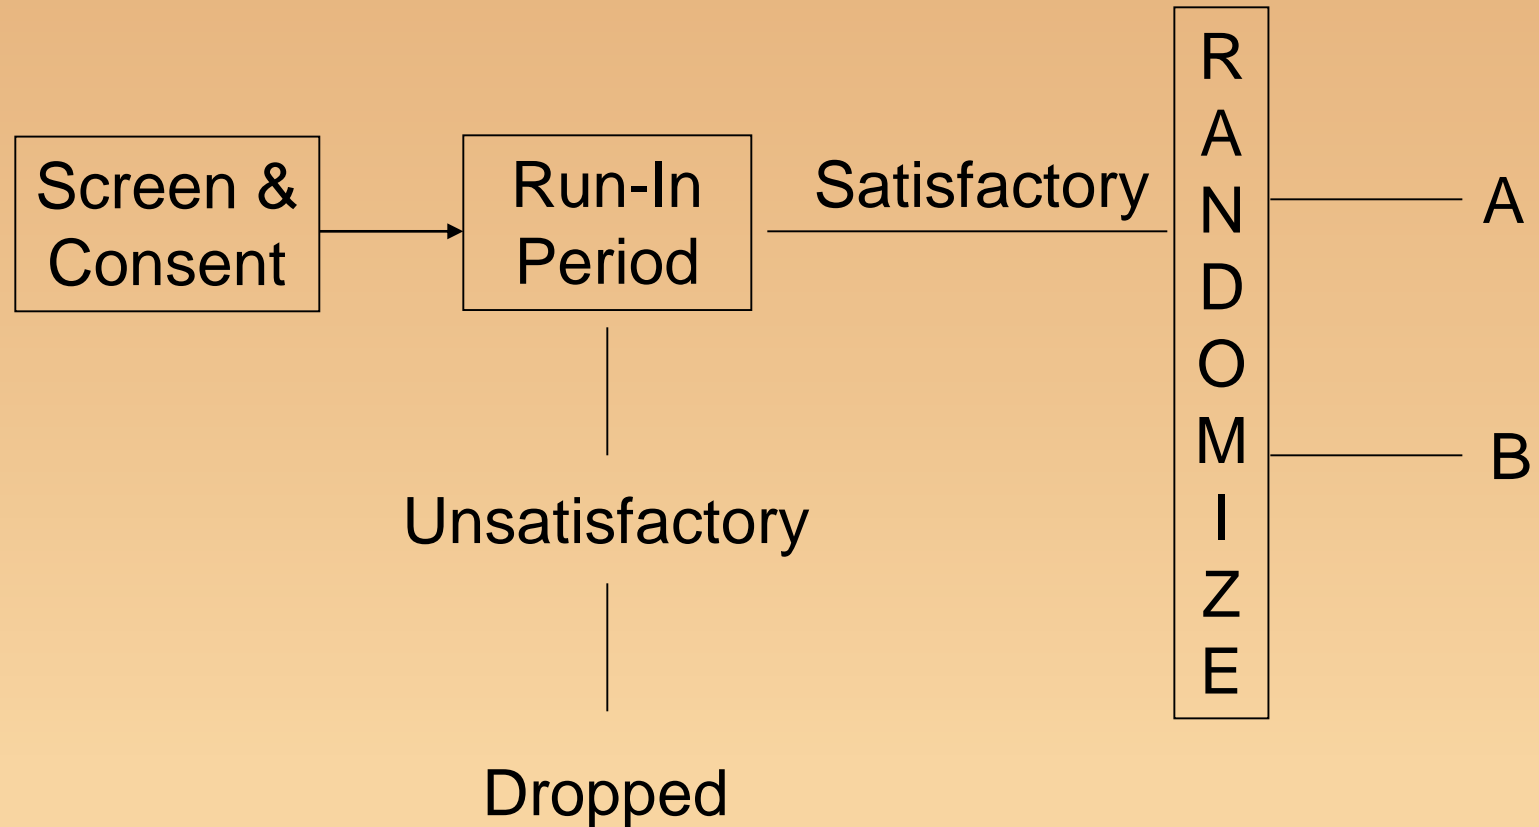 Screen &
Consent
Run-In
Period
Satisfactory
R
A
N
D
O
M
I
Z
E
A
B
Unsatisfactory
Dropped